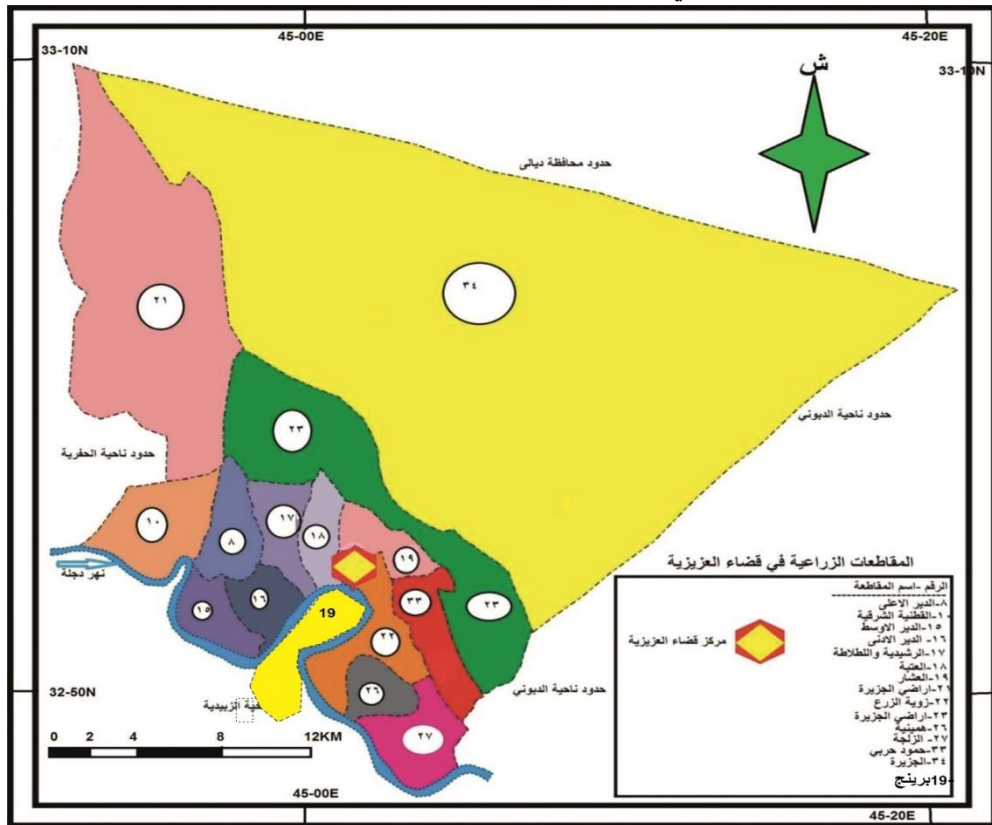 45-00E
45-20E
33-10N
33-10N
ش
حدود محافظة ديالى
٣٤
٢١
حدود ناحية الدبوني
٢٣
حدود ناحية الحفرية
١٠
٨
١٧
١٨
١٩
نهر دجلة
١٥
١٦
19
٣٣
٢٣
٢٢
٢٦
٢٧
حدود ناحية الدبوني
32-50N
حية الزبيدية
0 2 4 8 12KM
المقاطعات الزراعية في قضاء العزيزية
مركز قضاء العزيزية
الرقم -اسم المقاطعة
٨-الدير الاعلى
١٠-القطنية الشرقية
١٥-الدير الاوسط
١٦- الدير الادنى
١٧-الرشيدية واللطلاطة
١٨-العتبة
١٩-العشار
٢١-اراضي الجزيرة
٢٢-زوية الزرع
٢٣-اراضي الجزيرة
٢٦-همينية
٢٧- الزلجة
٣٣-حمود حربي
٣٤-الجزيرة
19-برينج
45-00E
45-20E